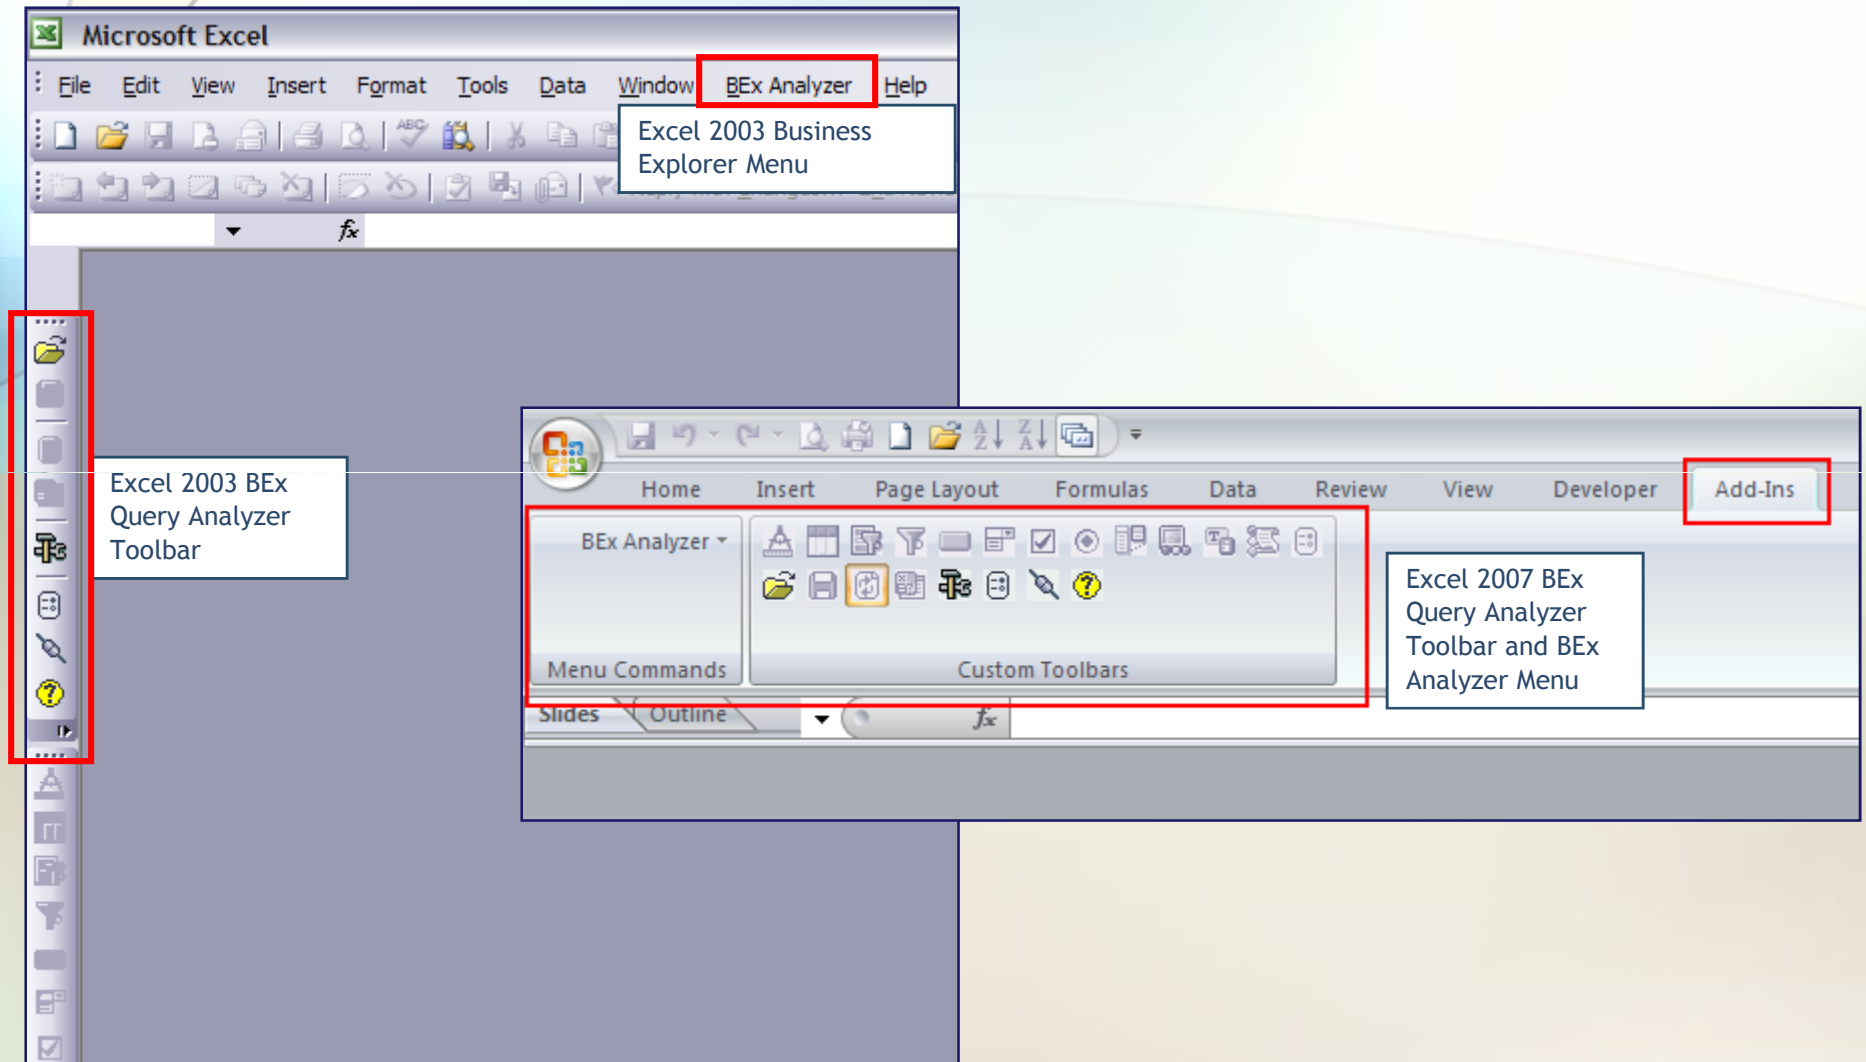 Microsoft Excel
File Edit View Insert Format Tools Data Window BEx Analyzer Help
Excel 2003 Business
Explorer Menu
fx
Excel 2003 BEx
Query Analyzer
Toolbar
Home Insert Page Layout Formulas Data Review View Developer Add-Ins
BEx Analyzer
Menu Commands
Custom Toolbars
Excel 2007 BEx
Query Analyzer
Toolbar and BEx
Analyzer Menu
Slides Outline
fx